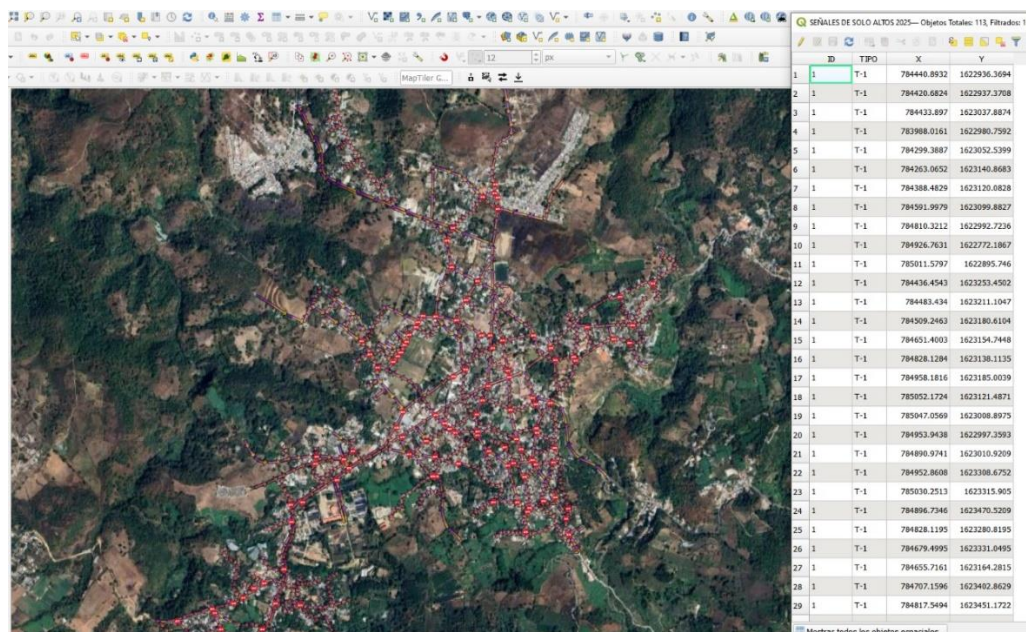 SEÑALES DE SOLO ALTOS 2025— Objetos Totales: 113, Filtrados: 1
12 px
MapTiler G...
ID TIPO X Y
1 1 T-1 784440.8932 1622936.3694
2 1 T-1 784420.6824 1622937.3708
3 1 T-1 784433.897 1623037.8874
4 1 T-1 783988.0161 1622980.7592
5 1 T-1 784299.3887 1623052.5399
6 1 T-1 784263.0652 1623140.8683
7 1 T-1 784388.4829 1623120.0828
8 1 T-1 784591.9979 1623099.8827
9 1 T-1 784810.3212 1622992.7236
10 1 T-1 784926.7631 1622772.1867
11 1 T-1 785011.5797 1622895.746
12 1 T-1 784436.4543 1623253.4502
13 1 T-1 784483.434 1623211.1047
14 1 T-1 784509.2463 1623180.6104
15 1 T-1 784651.4003 1623154.7448
16 1 T-1 784828.1284 1623138.1135
17 1 T-1 784958.1816 1623185.0039
18 1 T-1 785052.1724 1623121.4871
19 1 T-1 785047.0569 1623008.8975
20 1 T-1 784953.9438 1622997.3593
21 1 T-1 784890.9741 1623010.9209
22 1 T-1 784952.8608 1623308.6752
23 1 T-1 785030.2513 1623315.905
24 1 T-1 784896.7346 1623470.5209
25 1 T-1 784828.1195 1623280.8195
26 1 T-1 784679.4995 1623331.0495
27 1 T-1 784655.7161 1623164.2815
28 1 T-1 784707.1596 1623402.8629
29 1 T-1 784817.5494 1623451.1722
Mostrar todos los objetos espaciales